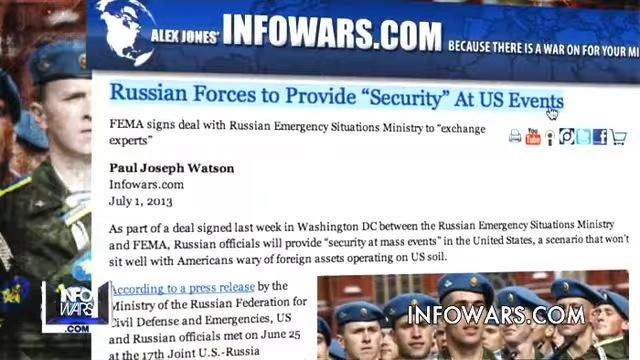 ALEX JONES' INFOWARS.COM BECAUSE THERE IS A WAR ON FOR YOUR MI
Russian Forces to Provide “Security” At US Events
FEMA signs deal with Russian Emergency Situations Ministry to “exchange
experts”
Paul Joseph Watson
Infowars.com
July 1, 2013
As part of a deal signed last week in Washington DC between the Russian Emergency Situations Ministry
and FEMA, Russian officials will provide “security at mass events” in the United States, a scenario that won’t
sit well with Americans wary of foreign assets operating on US soil.
According to a press release by the
Ministry of the Russian Federation for
Civil Defense and Emergencies, US
and Russian officials met on June 25
at the 17th Joint U.S.-Russia
INFO
WARS
.COM
INFOWARS.COM